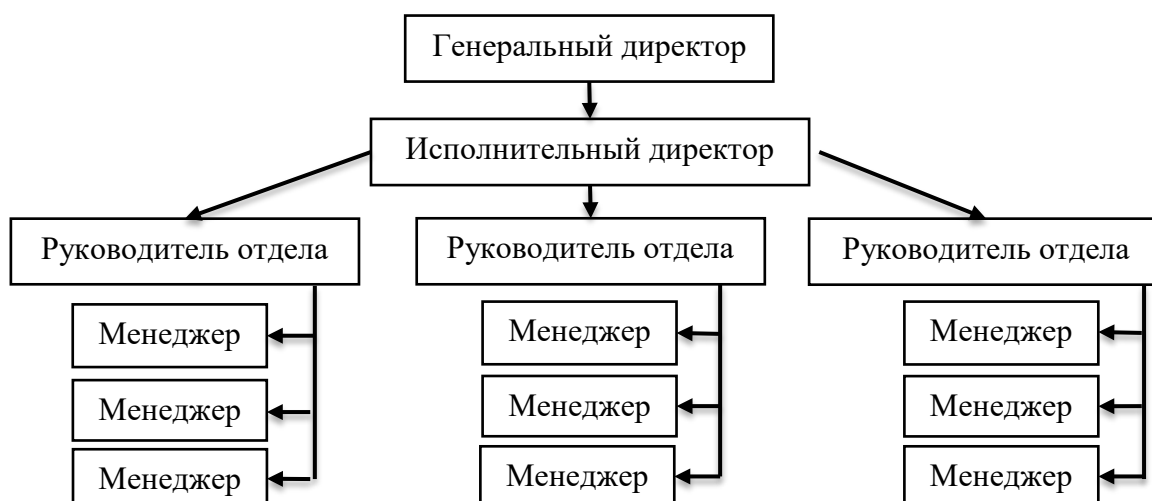 Генеральный директор
Исполнительный директор
Руководитель отдела
Руководитель отдела
Руководитель отдела
Менеджер
Менеджер
Менеджер
Менеджер
Менеджер
Менеджер
Менеджер
Менеджер
Менеджер